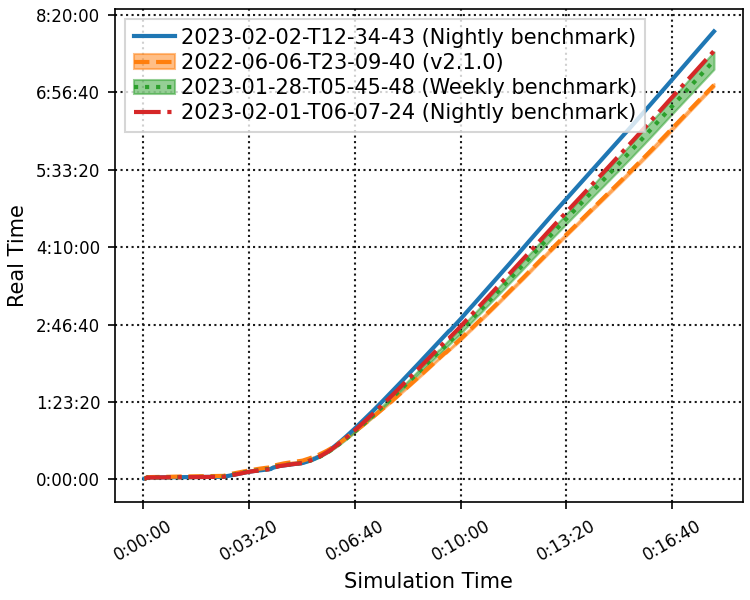 8:20:00
6:56:40
5:33:20
4:10:00
2:46:40
1:23:20
0:00:00
Real Time
2023-02-02-T12-34-43 (Nightly benchmark)
2022-06-06-T23-09-40 (v2.1.0)
2023-01-28-T05-45-48 (Weekly benchmark)
2023-02-01-T06-07-24 (Nightly benchmark)
0:00:00
0:03:20
0:06:40
0:10:00
0:13:20
0:16:40
Simulation Time